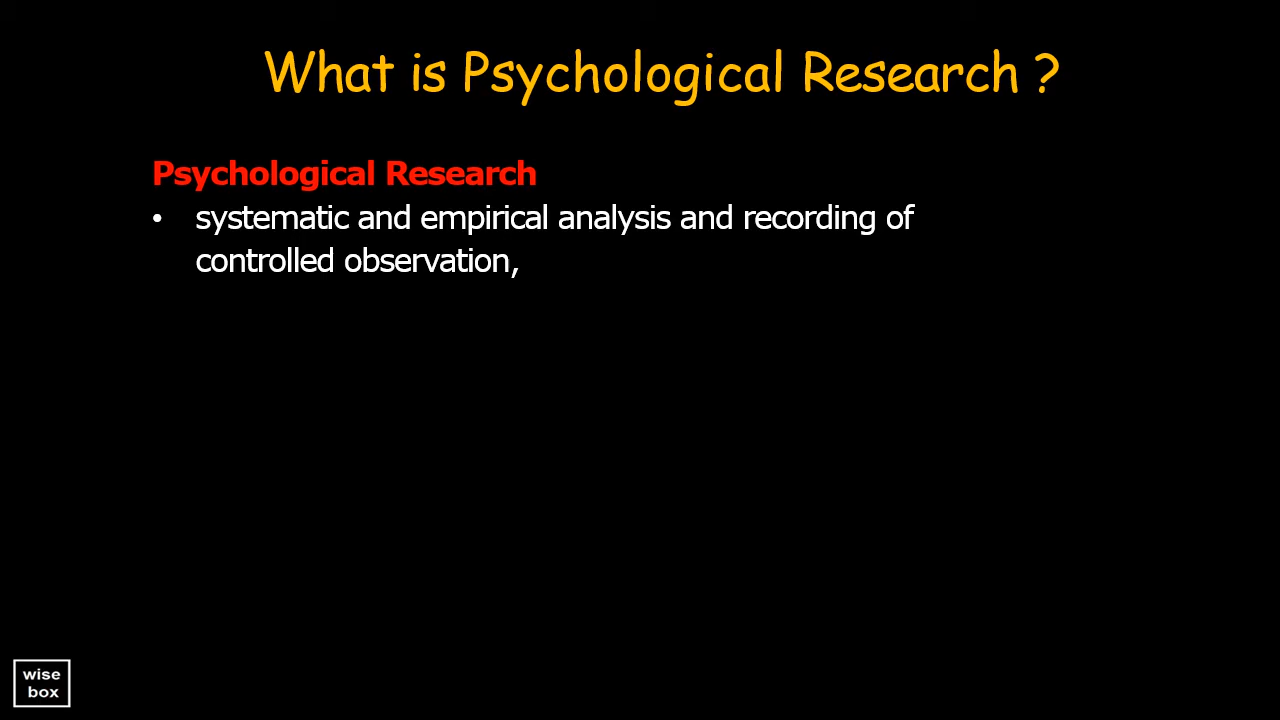 What is Psychological Research ?
Psychological Research
• systematic and empirical analysis and recording of
controlled observation,
wise
box